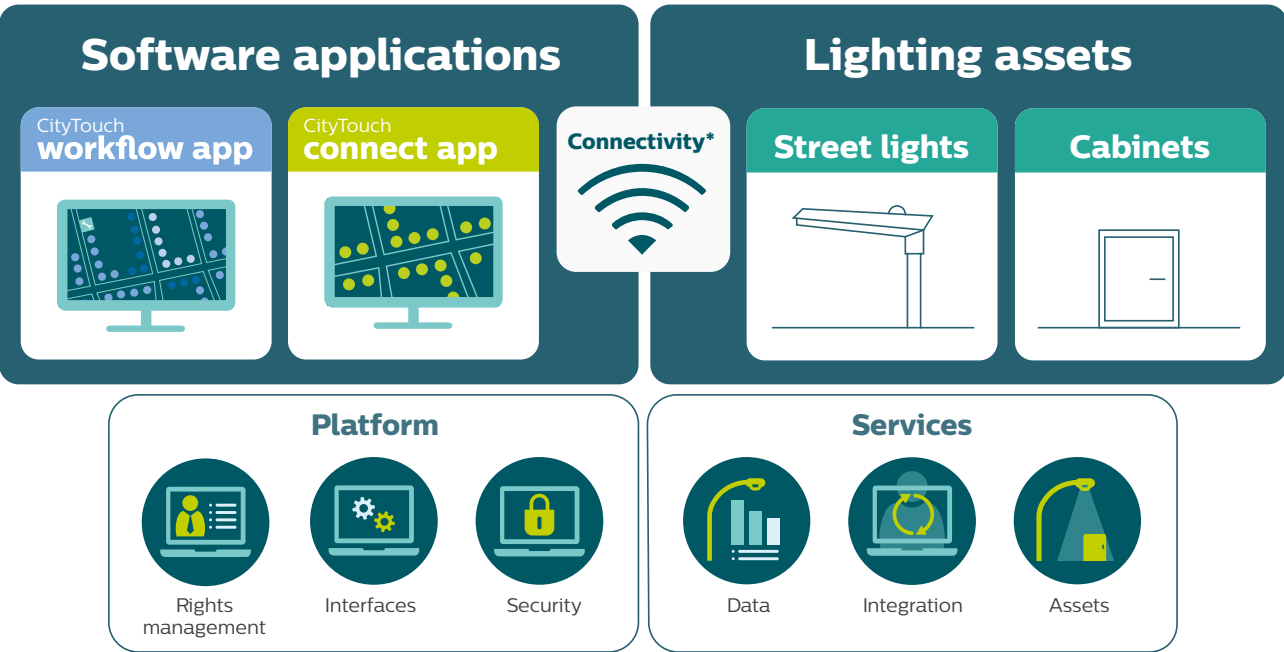 Software applications
Lighting assets
CityTouch
workflow app
CityTouch
connect app
Connectivity*
Street lights
Cabinets
Platform
Services
Rights
management
Interfaces
Security
Data
Integration
Assets